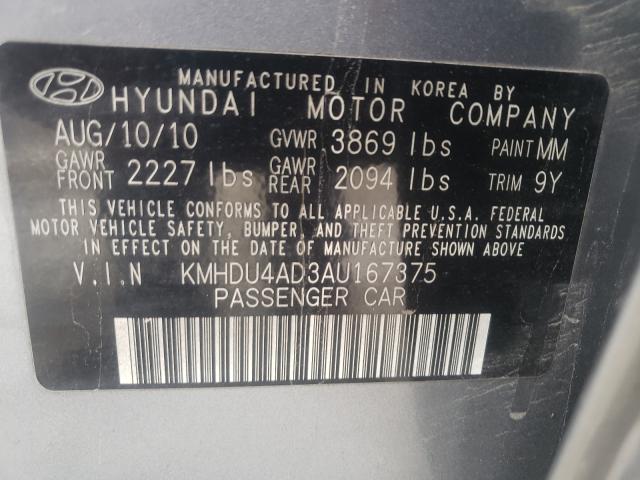 MANUFACTURED IN KOREA BY
HYUNDAI MOTOR COMPANY
AUG/10/10 GVWR 3869 lbs PAINT MM
GAWR FRONT 2227 lbs GAWR REAR 2094 lbs TRIM 9Y
THIS VEHICLE CONFORMS TO ALL APPLICABLE U.S.A. FEDERAL
MOTOR VEHICLE SAFETY, BUMPER, AND THEFT PREVENTION STANDARDS
IN EFFECT ON THE DATE OF MANUFACTURE SHOWN ABOVE.
V.I.N KMHDU4AD3AU167375
PASSENGER CAR